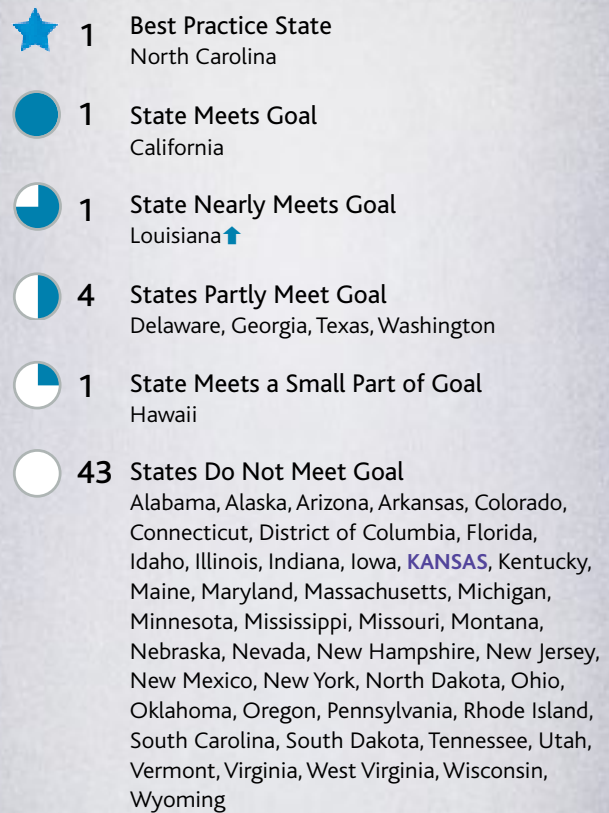 1 Best Practice State
North Carolina
1 State Meets Goal
California
1 State Nearly Meets Goal
Louisiana
4 States Partly Meet Goal
Delaware, Georgia, Texas, Washington
1 State Meets a Small Part of Goal
Hawaii
43 States Do Not Meet Goal
Alabama, Alaska, Arizona, Arkansas, Colorado,
Connecticut, District of Columbia, Florida,
Idaho, Illinois, Indiana, Iowa, KANSAS, Kentucky,
Maine, Maryland, Massachusetts, Michigan,
Minnesota, Mississippi, Missouri, Montana,
Nebraska, Nevada, New Hampshire, New Jersey,
New Mexico, New York, North Dakota, Ohio,
Oklahoma, Oregon, Pennsylvania, Rhode Island,
South Carolina, South Dakota, Tennessee, Utah,
Vermont, Virginia, West Virginia, Wisconsin,
Wyoming